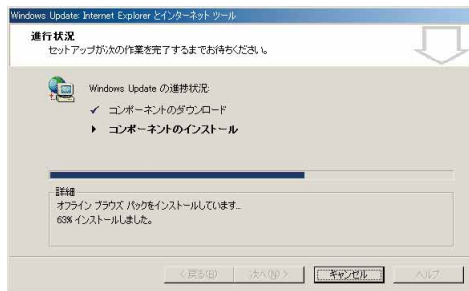 Windows Update: Internet Explorer とインターネット ツール
進行状況
セットアップが次の作業を完了するまでお待ちください。
Windows Update の進捗状況:
✓ コンポーネントのダウンロード
▶ コンポーネントのインストール
詳細
オフライン ブラウズ パックをインストールしています...
63% インストールしました。
< 戻る(B)
次へ(N) >
キャンセル
ヘルプ